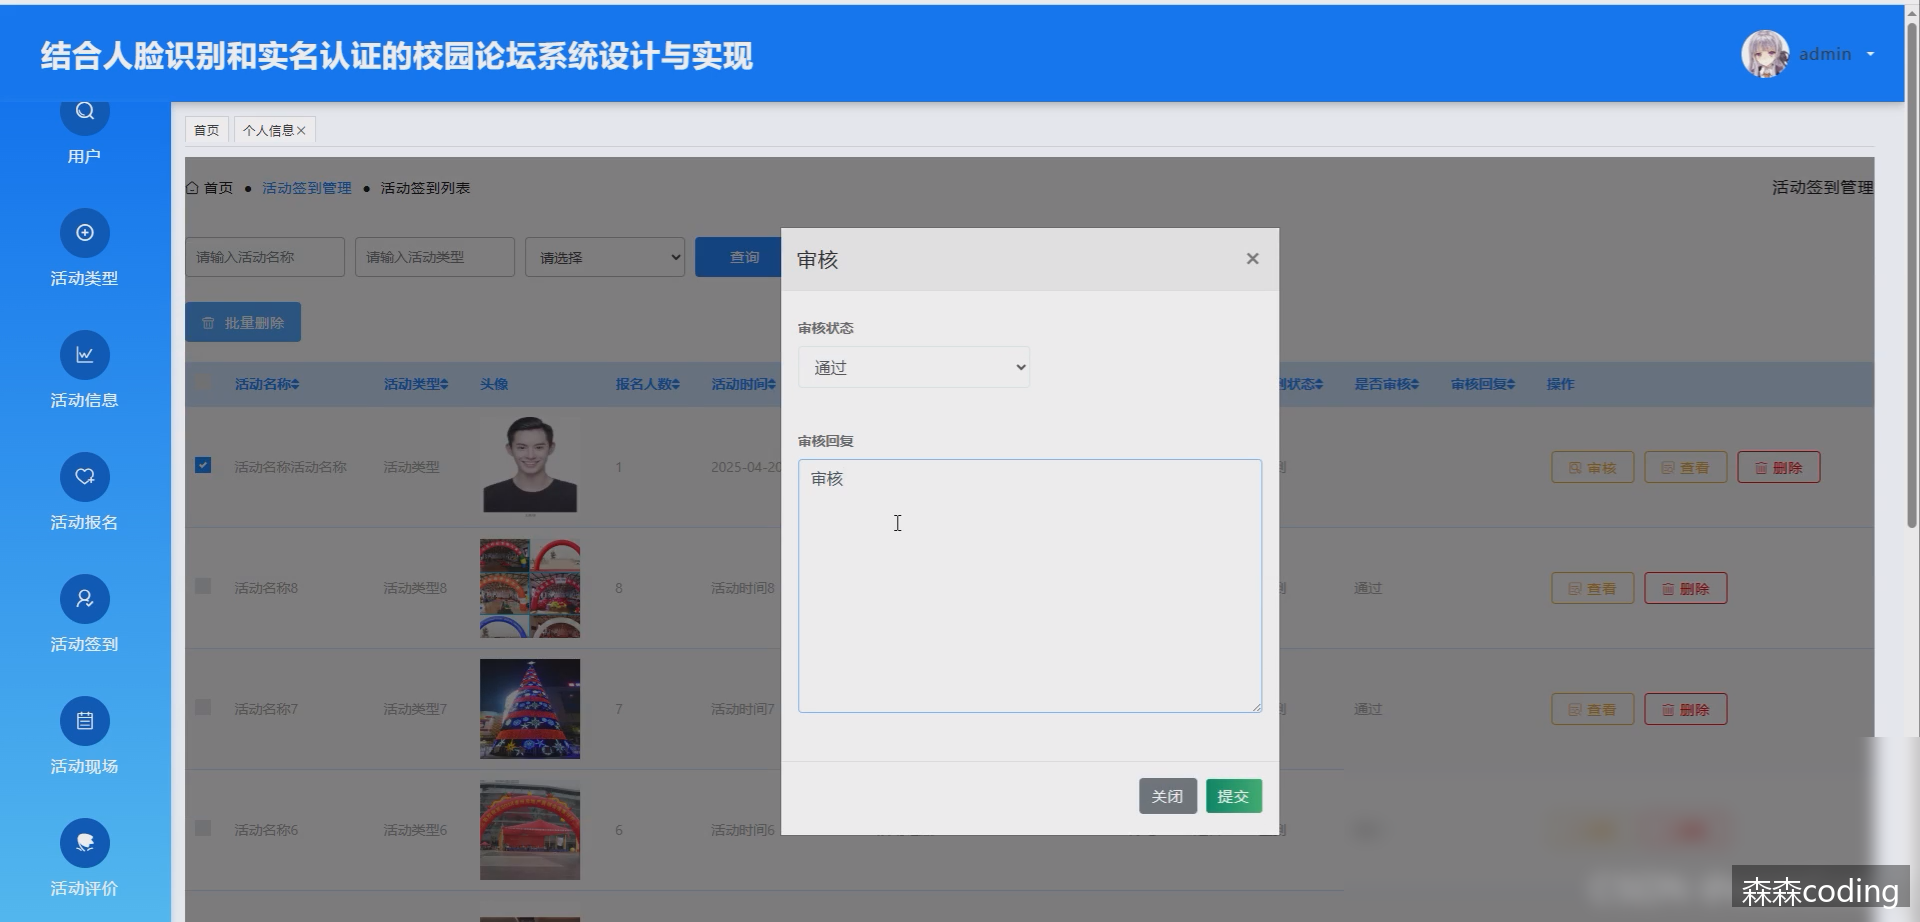 结合人脸识别和实名认证的校园论坛系统设计与实现
admin
用户
活动类型
活动信息
活动报名
活动签到
活动现场
活动评价
首页
个人信息
首页 ● 活动签到管理 ● 活动签到列表
活动签到管理
请输入活动名称
请输入活动类型
请选择
查询
批量删除
活动名称 活动类型 头像 报名人数 活动时间 到状态 是否审核 审核回复 操作
活动名称活动名称 活动类型 1 2025-04-20 到 审核 查看 删除
活动名称8 活动类型8 8 活动时间8 到 通过 查看 删除
活动名称7 活动类型7 7 活动时间7 到 通过 查看 删除
活动名称6 活动类型6 6 活动时间6 到
审核
审核状态
通过
审核回复
审核
关闭
提交
森森coding